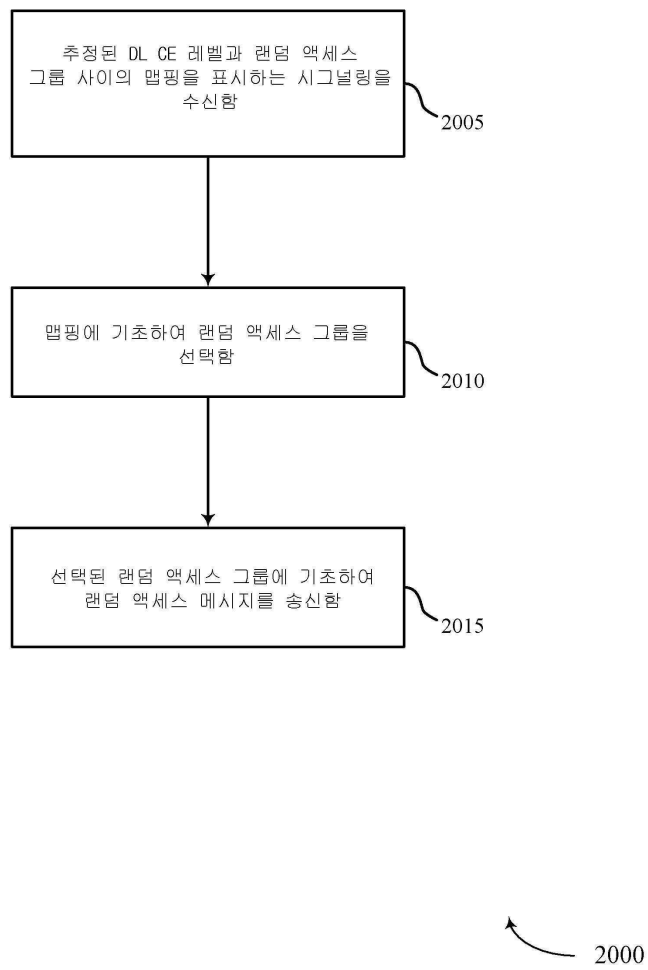 추정된 DL CE 레벨과 랜덤 액세스
그룹 사이의 맵핑을 표시하는 시그널링을
수신함
2005
맵핑에 기초하여 랜덤 액세스 그룹을
선택함
2010
선택된 랜덤 액세스 그룹에 기초하여
랜덤 액세스 메시지를 송신함
2015
2000